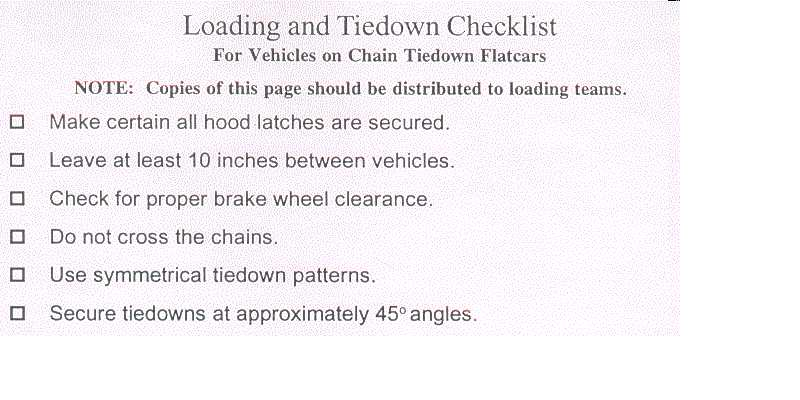 Loading and Tiedown Checklist
For Vehicles on Chain Tiedown Flatcars
NOTE: Copies of this page should be distributed to loading teams.
Make certain all hood latches are secured.
Leave at least 10 inches between vehicles.
Check for proper brake wheel clearance.
Do not cross the chains.
Use symmetrical tiedown patterns.
Secure tiedowns at approximately 45° angles.